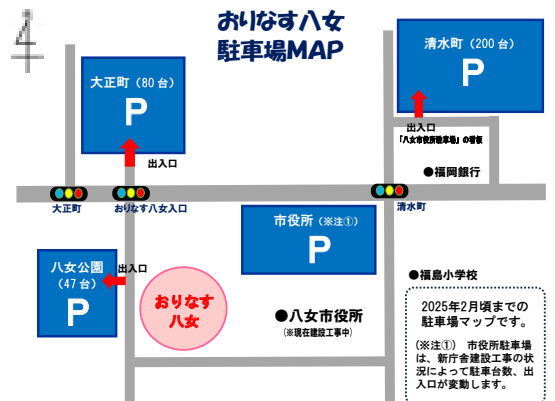 おりなす八女
駐車場MAP
清水町（200台）
P
大正町（80台）
P
出入口
「八女市役所駐車場」の看板
出入口
●福岡銀行
大正町
おりなす八女入口
清水町
市役所（※注①）
P
八女公園
（47台）
P
出入口
おりなす
八女
●福島小学校
●八女市役所
（※現在建設工事中）
2025年2月頃までの
駐車場マップです。
（※注①）　市役所駐車場
は、新庁舎建設工事の状
況によって駐車台数、出
入口が変動します。